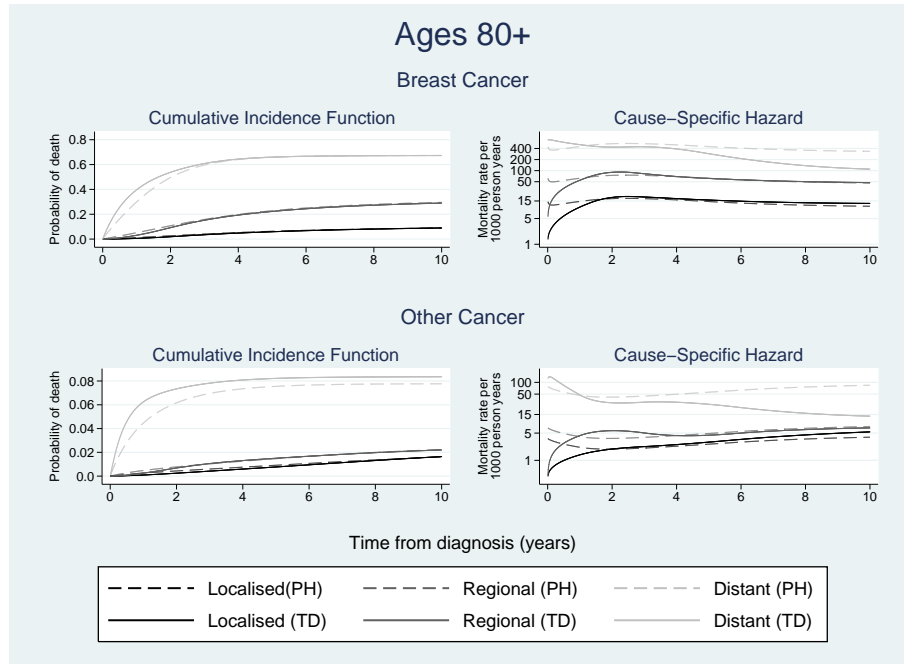 Ages 80+
Breast Cancer
Cumulative Incidence Function
Probability of death
0.8
0.6
0.4
0.2
0.0
0 2 4 6 8 10
Cause−Specific Hazard
Mortality rate per
1000 person years
400
200
100
50
15
5
1
0 2 4 6 8 10
Other Cancer
Cumulative Incidence Function
Probability of death
0.08
0.06
0.04
0.02
0.0
0 2 4 6 8 10
Cause−Specific Hazard
Mortality rate per
1000 person years
100
50
15
5
1
0 2 4 6 8 10
Time from diagnosis (years)
Localised(PH) Regional (PH) Distant (PH)
Localised (TD) Regional (TD) Distant (TD)